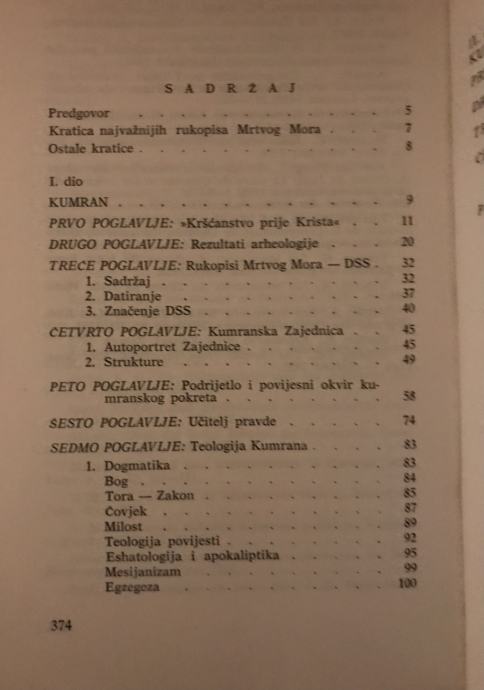 SADRŽAJ
Predgovor . . . . . . . . . . . . 5
Kratica najvažnijih rukopisa Mrtvog Mora . . . 7
Ostale kratice . . . . . . . . . . . 8
I. dio
KUMRAN . . . . . . . . . . . . 9
PRVO POGLAVLJE: »Kršćanstvo prije Krista« . . 11
DRUGO POGLAVLJE: Rezultati arheologije . . . 20
TREĆE POGLAVLJE: Rukopisi Mrtvog Mora — DSS . 32
1. Sadržaj . . . . . . . . . . 32
2. Datiranje . . . . . . . . . 37
3. Značenje DSS . . . . . . . . 40
ČETVRTO POGLAVLJE: Kumranska Zajednica . . 45
1. Autoportret Zajednice . . . . . . 45
2. Strukture . . . . . . . . . 49
PETO POGLAVLJE: Podrijetlo i povijesni okvir ku-
mranskog pokreta . . . . . . . 58
ŠESTO POGLAVLJE: Učitelj pravde . . . . . 74
SEDMO POGLAVLJE: Teologija Kumrana . . . . 83
1. Dogmatika . . . . . . . . . 83
Bog . . . . . . . . . . . 84
Tora — Zakon . . . . . . . . 85
Čovjek . . . . . . . . . . 87
Milost . . . . . . . . . . 89
Teologija povijesti . . . . . . . 92
Eshatologija i apokaliptika . . . . . 95
Mesijanizam . . . . . . . . 99
Egzegeza . . . . . . . . . 100
374